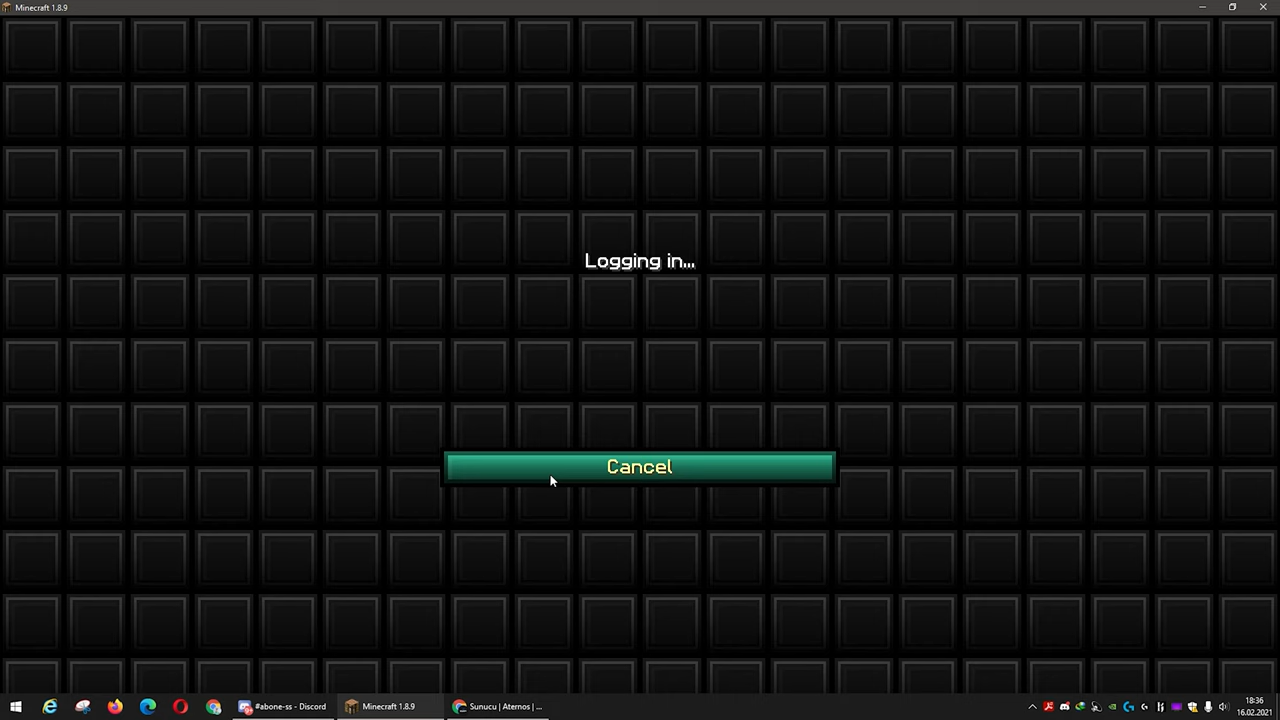 Minecraft 1.8.9
Logging in...
Cancel
#abone-ss - Discord
Minecraft 1.8.9
Sunucu | Aternos | ...
18:36
16.02.2021